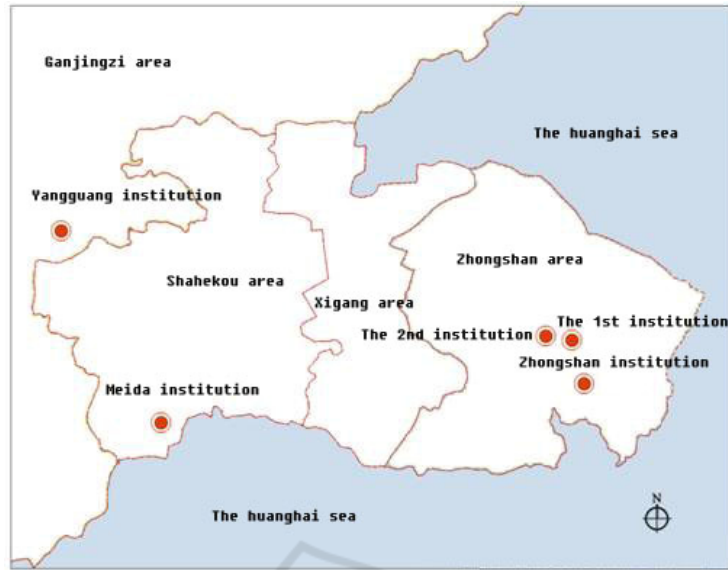 Ganjingzi area
The huanghai sea
Yangguang institution
Zhongshan area
Shahekou area
Xigang area
The 1st institution
The 2nd institution
Zhongshan institution
Meida institution
N
The huanghai sea